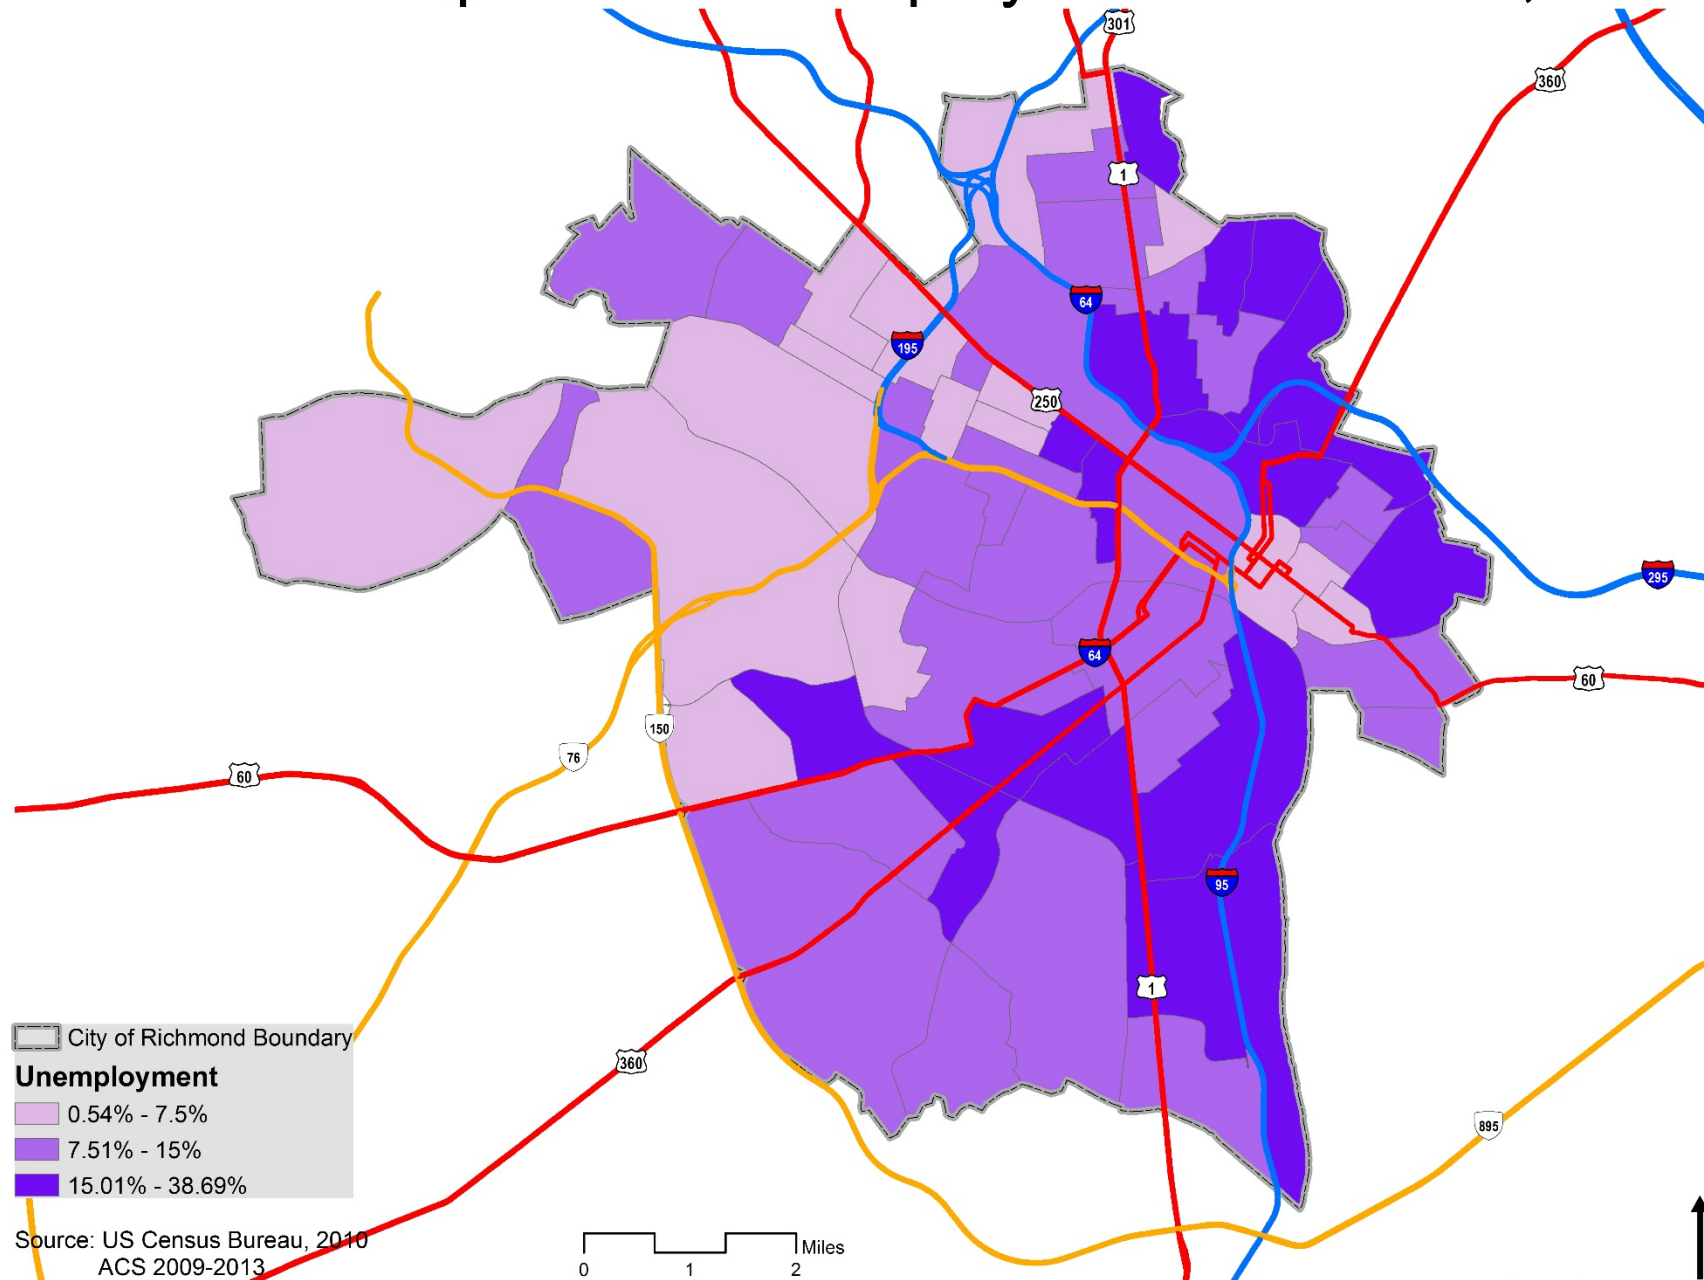 301
360
1
64
195
250
295
64
60
150
76
60
95
1
360
895
City of Richmond Boundary
Unemployment
0.54% - 7.5%
7.51% - 15%
15.01% - 38.69%
Source: US Census Bureau, 2010
ACS 2009-2013
Miles
0 1 2